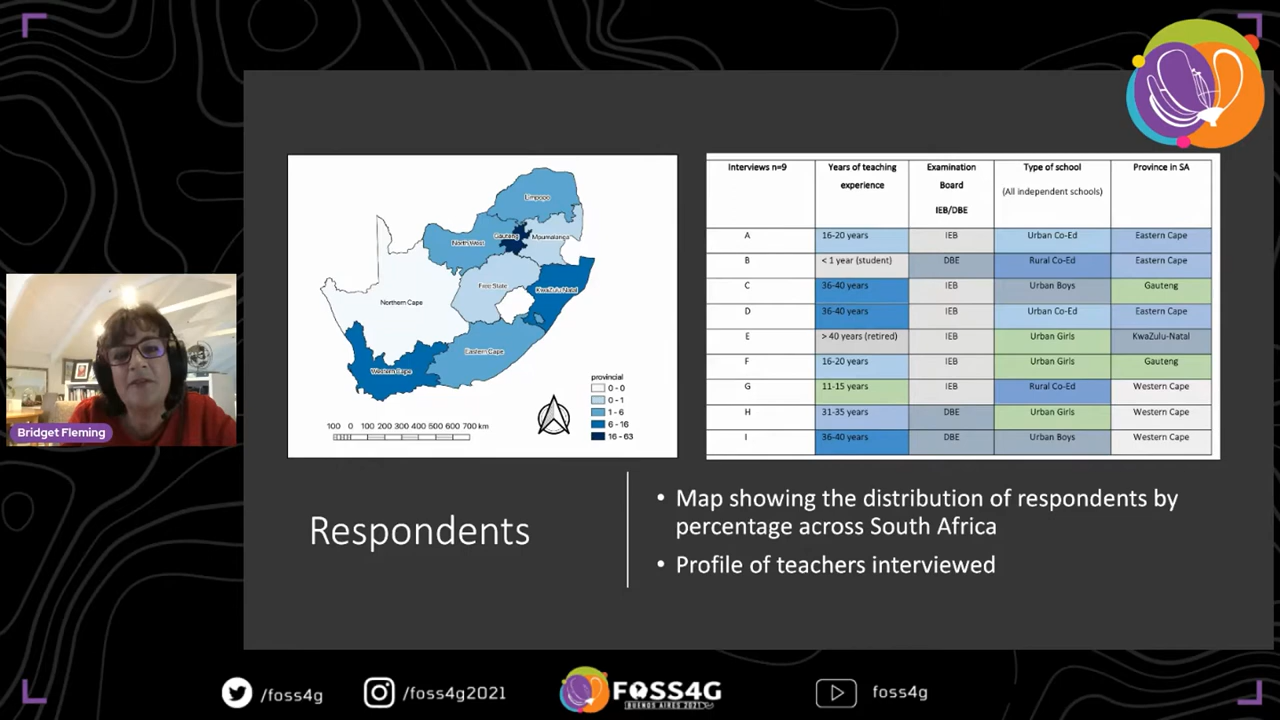 Limpopo
North West
Gauteng
Mpumalanga
Free State
KwaZulu-Natal
Northern Cape
Eastern Cape
Western Cape
provincial
0 - 0
0 - 1
1 - 6
6 - 16
16 - 63
100 0 100 200 300 400 500 600 700 km
Interviews n=9 Years of teaching experience Examination Board IEB/DBE Type of school (All independent schools) Province in SA
A 16-20 years IEB Urban Co-Ed Eastern Cape
B < 1 year (student) DBE Rural Co-Ed Eastern Cape
C 36-40 years IEB Urban Boys Gauteng
D 36-40 years IEB Urban Co-Ed Eastern Cape
E > 40 years (retired) IEB Urban Girls KwaZulu-Natal
F 16-20 years IEB Urban Girls Gauteng
G 11-15 years IEB Rural Co-Ed Western Cape
H 31-35 years DBE Urban Girls Western Cape
I 36-40 years DBE Urban Boys Western Cape
Bridget Fleming
Respondents
• Map showing the distribution of respondents by
percentage across South Africa
• Profile of teachers interviewed
/foss4g
/foss4g2021
FOSS4G
BUENOS AIRES 2021
foss4g